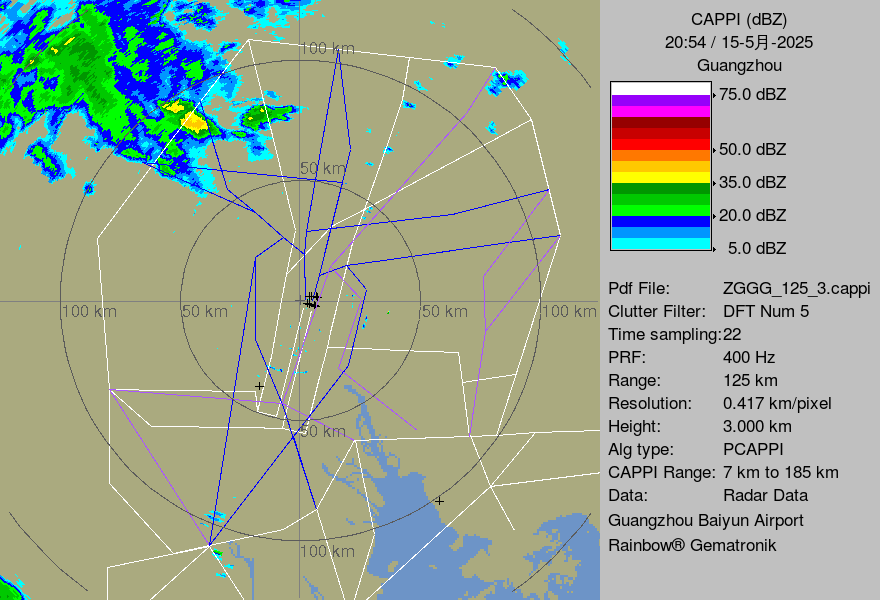 CAPPI (dBZ)
20:54 / 15-5月-2025
Guangzhou
75.0 dBZ
50.0 dBZ
35.0 dBZ
20.0 dBZ
5.0 dBZ
Pdf File: ZGGG_125_3.cappi
Clutter Filter: DFT Num 5
Time sampling:22
PRF: 400 Hz
Range: 125 km
Resolution: 0.417 km/pixel
Height: 3.000 km
Alg type: PCAPPI
CAPPI Range: 7 km to 185 km
Data: Radar Data
Guangzhou Baiyun Airport
Rainbow® Gematronik
100 km
50 km
100 km
50 km
50 km
100 km
50 km
100 km